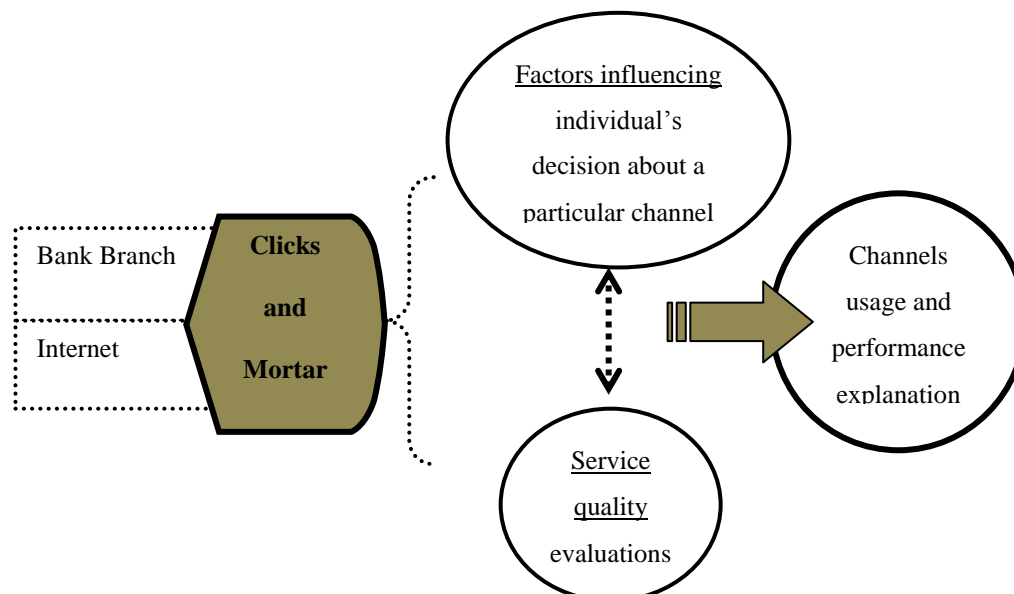 Bank Branch
Internet
Clicks
and
Mortar
Factors influencing
individual’s
decision about a
particular channel
Service
quality
evaluations
Channels
usage and
performance
explanation